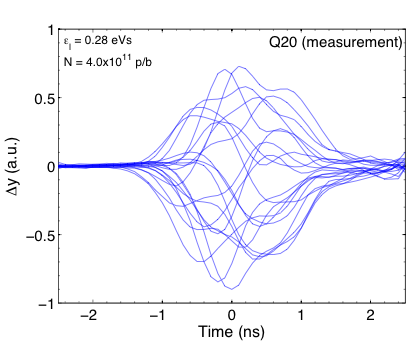 ε_l = 0.28 eVs
Q20 (measurement)
N = 4.0x10^11 p/b
1
0.5
0
−0.5
−1
Δy (a.u.)
−2 −1 0 1 2
Time (ns)